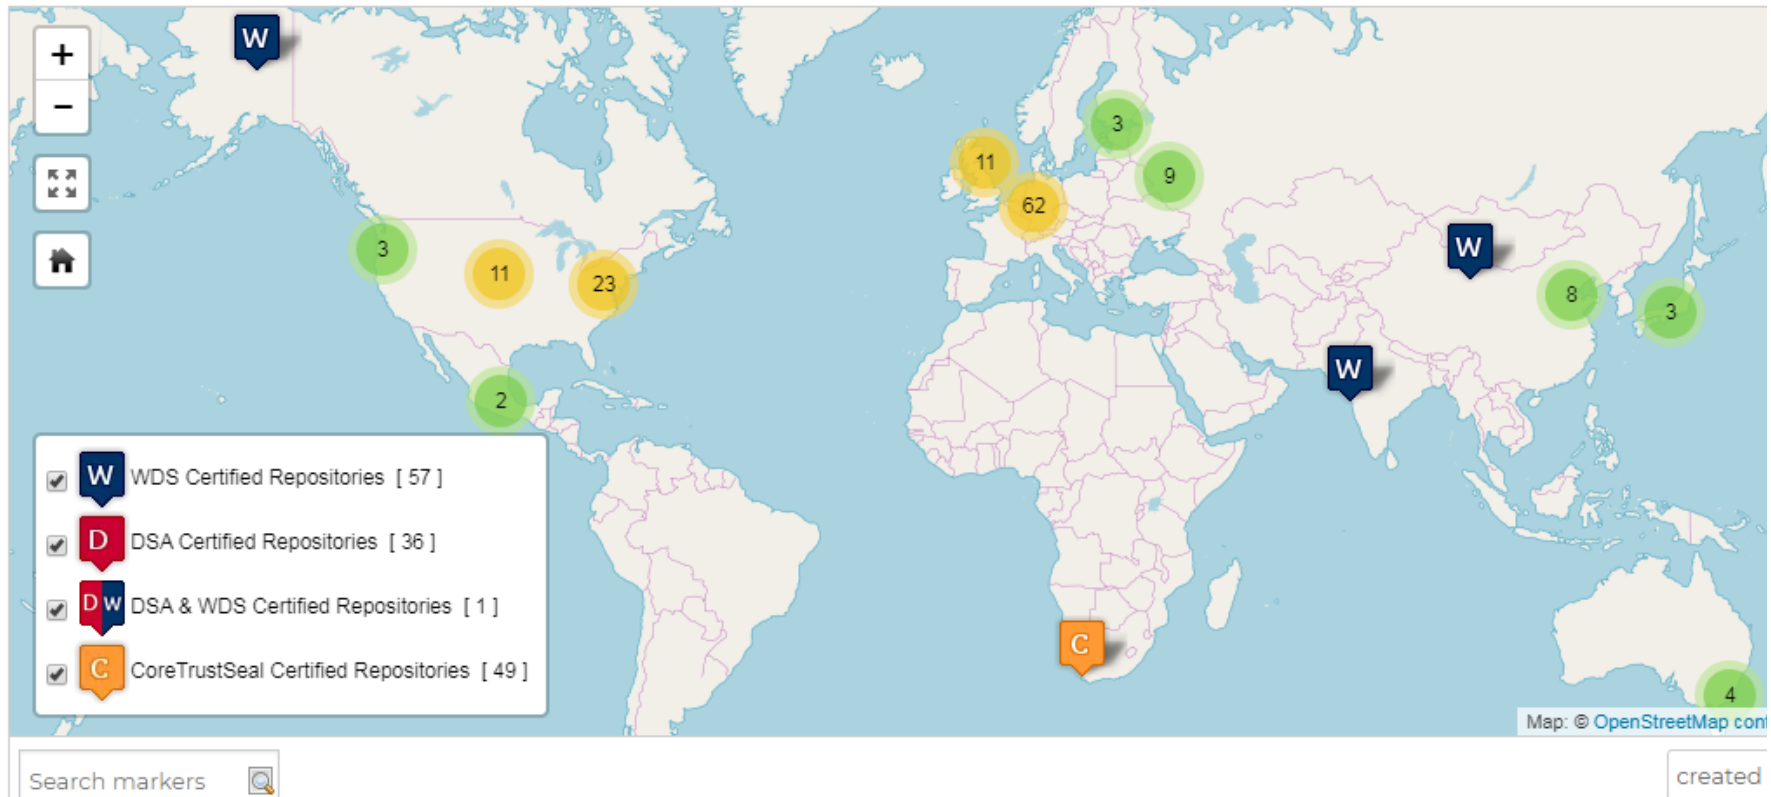 W
+
−
3
11
9
11
62
W
3
11
23
8
3
W
2
W WDS Certified Repositories [ 57 ]
D DSA Certified Repositories [ 36 ]
D W DSA & WDS Certified Repositories [ 1 ]
C CoreTrustSeal Certified Repositories [ 49 ]
C
4
Map: © OpenStreetMap cont
Search markers
created